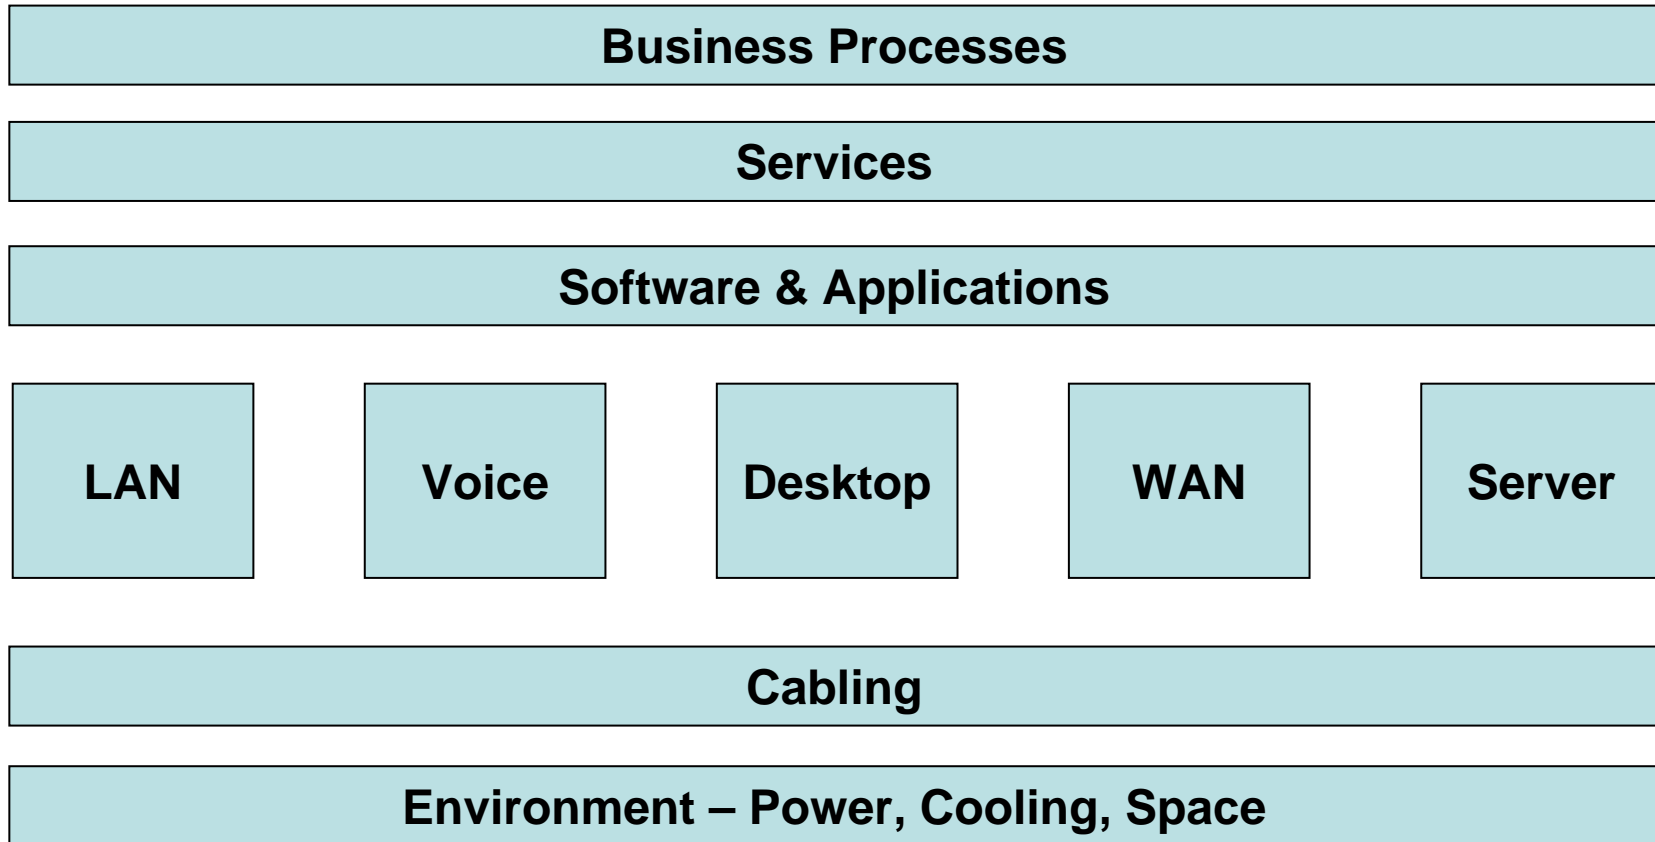 Business Processes
Services
Software & Applications
LAN
Voice
Desktop
WAN
Server
Cabling
Environment – Power, Cooling, Space